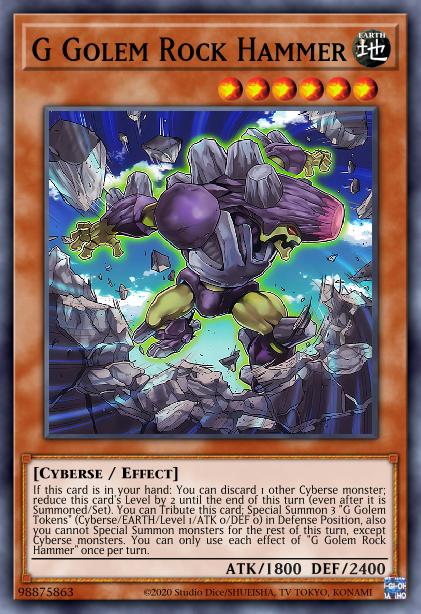 G Golem Rock Hammer
EARTH
地
[Cyberse / Effect]
If this card is in your hand: You can discard 1 other Cyberse monster;
reduce this card's Level by 2 until the end of this turn (even after it is
Summoned/Set). You can Tribute this card; Special Summon 3 "G Golem
Tokens" (Cyberse/EARTH/Level 1/ATK 0/DEF 0) in Defense Position, also
you cannot Special Summon monsters for the rest of this turn, except
Cyberse monsters. You can only use each effect of "G Golem Rock
Hammer" once per turn.
ATK/1800 DEF/2400
98875863
©2020 Studio Dice/SHUEISHA, TV TOKYO, KONAMI